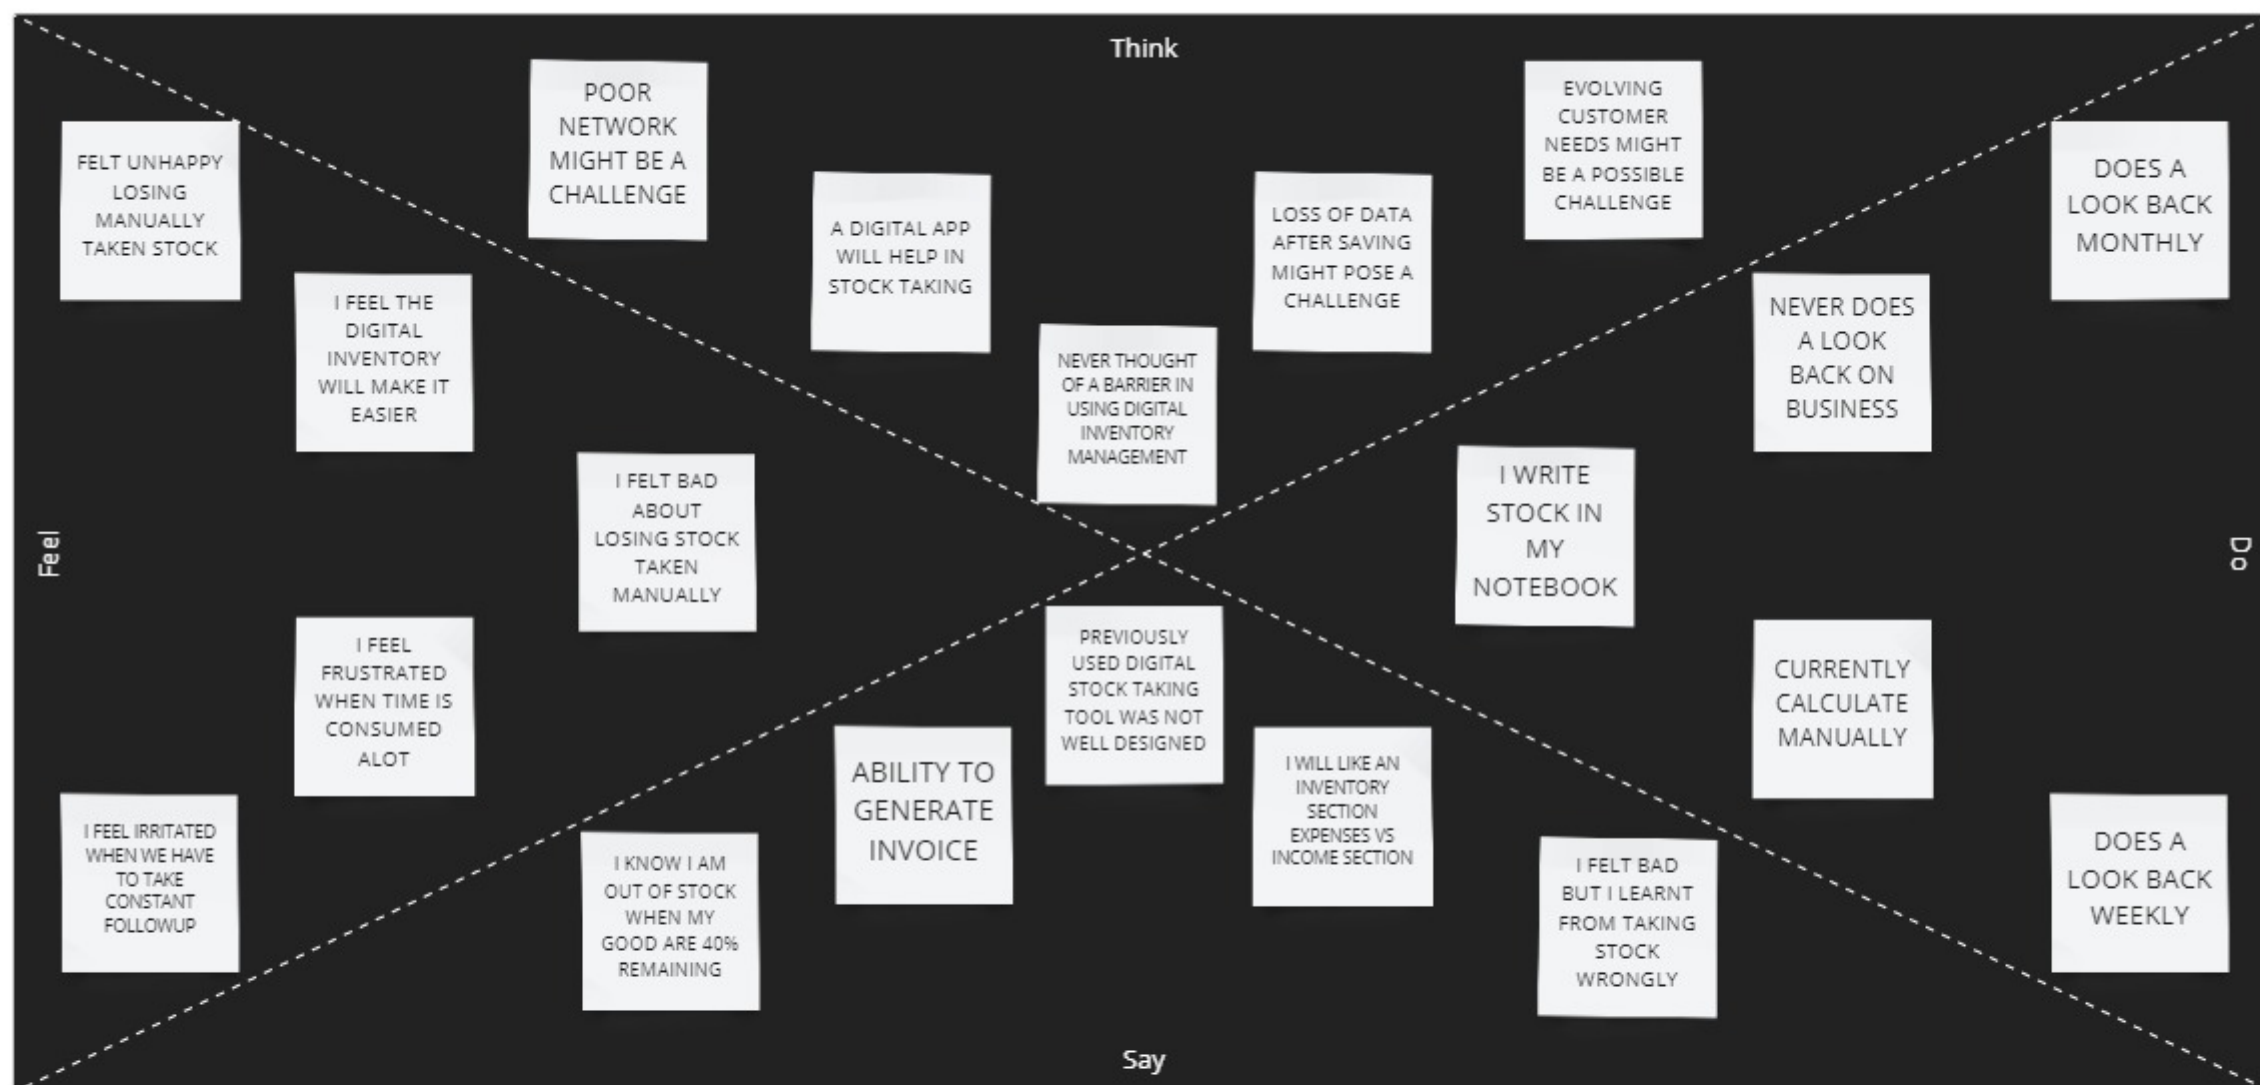 Think
POOR
NETWORK
MIGHT BE A
CHALLENGE
A DIGITAL APP
WILL HELP IN
STOCK TAKING
NEVER THOUGHT
OF A BARRIER IN
USING DIGITAL
INVENTORY
MANAGEMENT
LOSS OF DATA
AFTER SAVING
MIGHT POSE A
CHALLENGE
EVOLVING
CUSTOMER
NEEDS MIGHT
BE A POSSIBLE
CHALLENGE
Feel
FELT UNHAPPY
LOSING
MANUALLY
TAKEN STOCK
I FEEL THE
DIGITAL
INVENTORY
WILL MAKE IT
EASIER
I FELT BAD
ABOUT
LOSING STOCK
TAKEN
MANUALLY
I FEEL
FRUSTRATED
WHEN TIME IS
CONSUMED
ALOT
I FEEL IRRITATED
WHEN WE HAVE
TO TAKE
CONSTANT
FOLLOWUP
Do
DOES A
LOOK BACK
MONTHLY
NEVER DOES
A LOOK
BACK ON
BUSINESS
I WRITE
STOCK IN
MY
NOTEBOOK
CURRENTLY
CALCULATE
MANUALLY
DOES A
LOOK BACK
WEEKLY
PREVIOUSLY
USED DIGITAL
STOCK TAKING
TOOL WAS NOT
WELL DESIGNED
ABILITY TO
GENERATE
INVOICE
I WILL LIKE AN
INVENTORY
SECTION
EXPENSES VS
INCOME SECTION
I KNOW I AM
OUT OF STOCK
WHEN MY
GOOD ARE 40%
REMAINING
I FELT BAD
BUT I LEARNT
FROM TAKING
STOCK
WRONGLY
Say